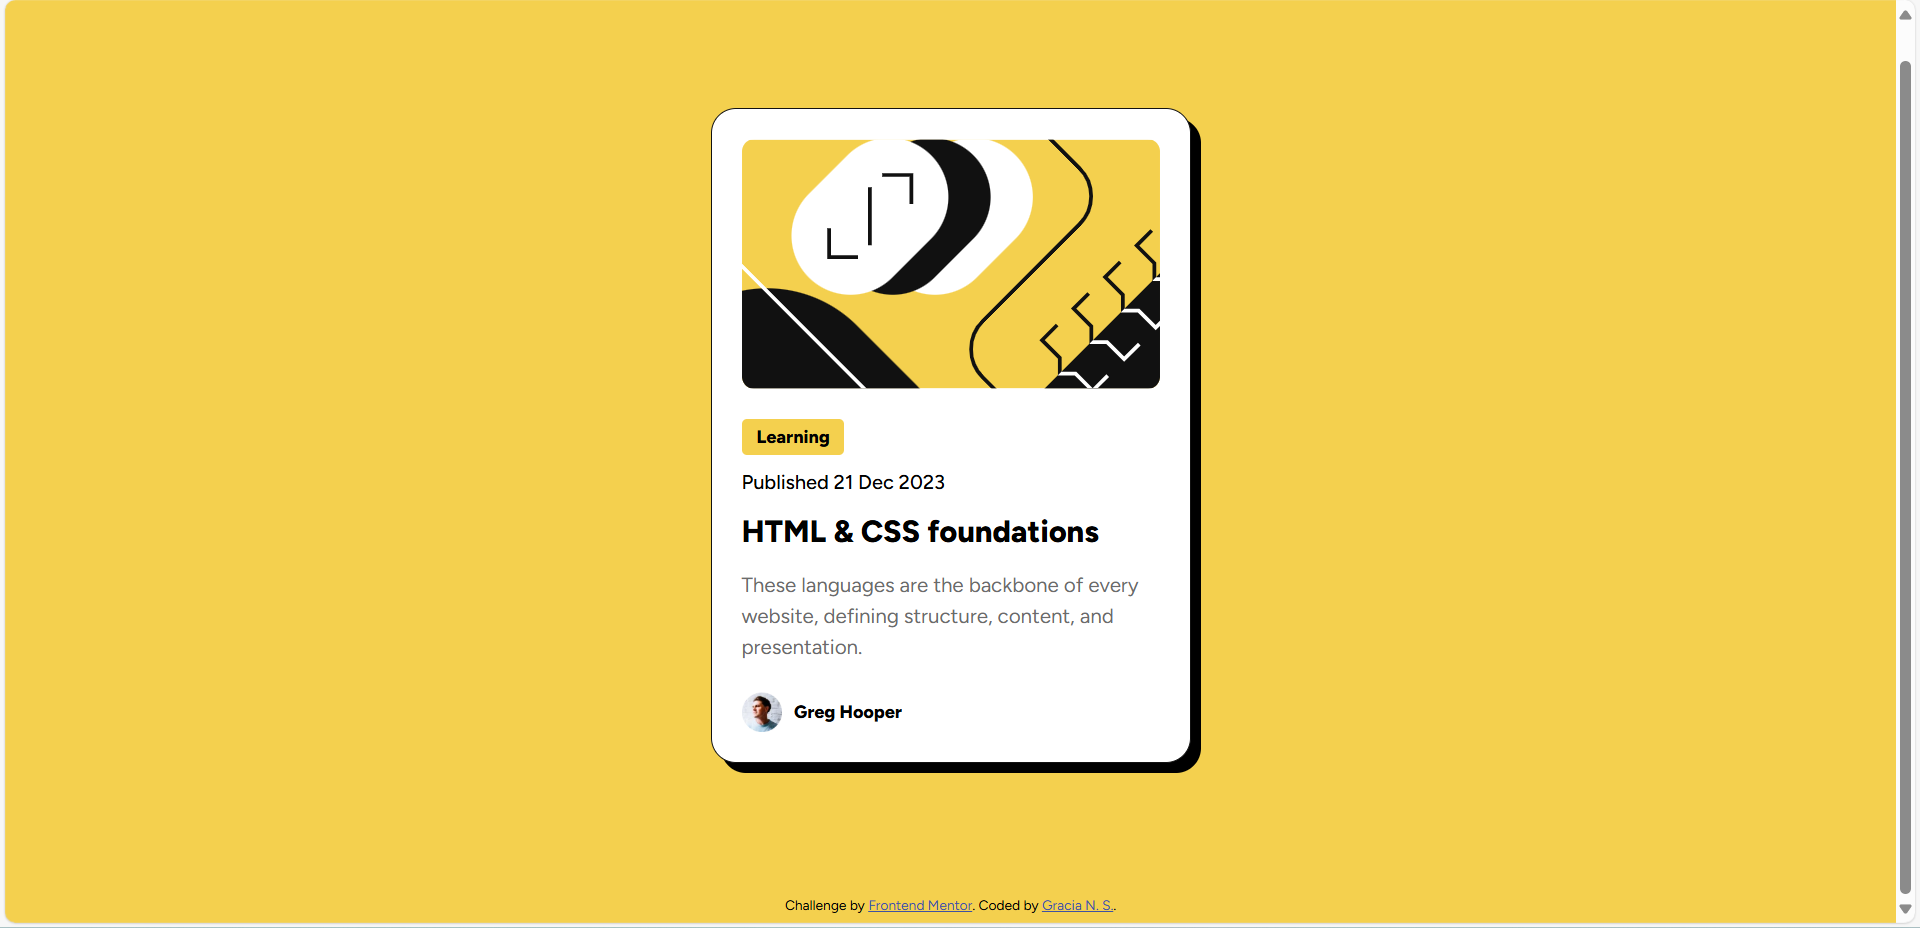 Learning
Published 21 Dec 2023
HTML & CSS foundations
These languages are the backbone of every
website, defining structure, content, and
presentation.
Greg Hooper
Challenge by Frontend Mentor. Coded by Gracia N. S..